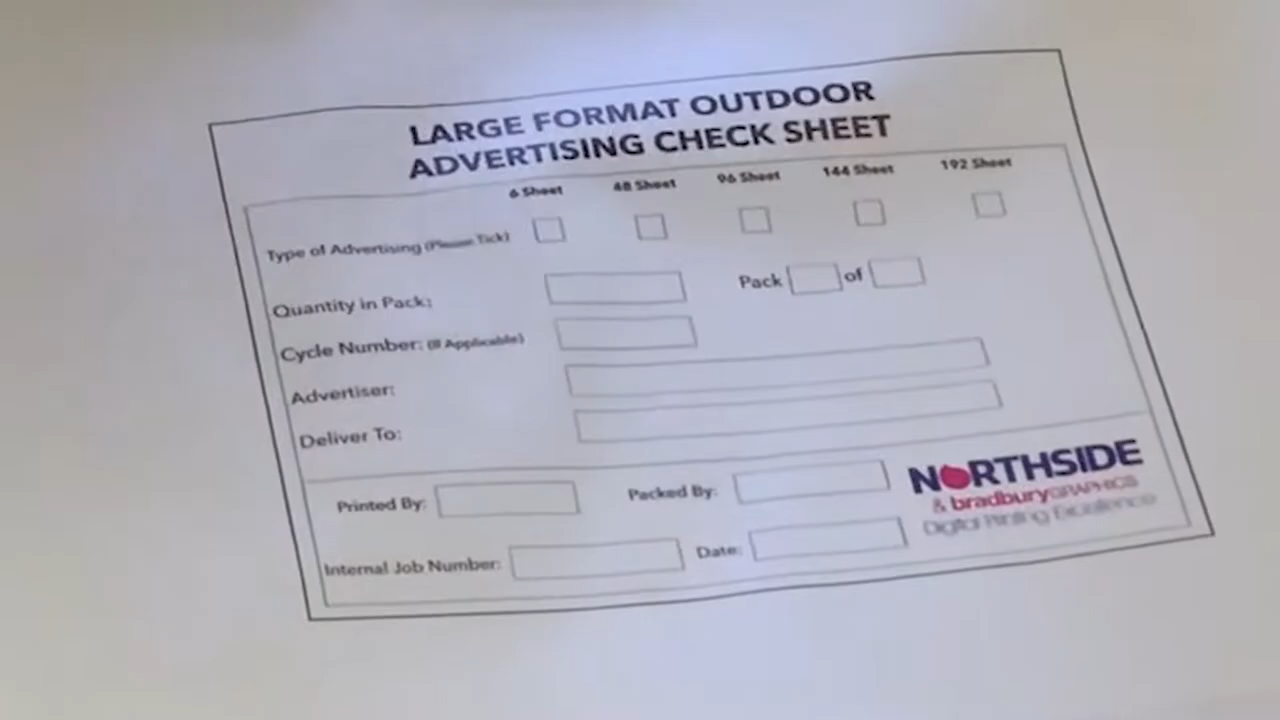 LARGE FORMAT OUTDOOR
ADVERTISING CHECK SHEET
6 Sheet 48 Sheet 96 Sheet 144 Sheet 192 Sheet
Type of Advertising (Please Tick)
Quantity in Pack: Pack of
Cycle Number: (If Applicable)
Advertiser:
Deliver To:
Printed By: Packed By:
NORTHSIDE
& bradburyGRAPHICS
Digital Printing Excellence
Internal Job Number: Date: